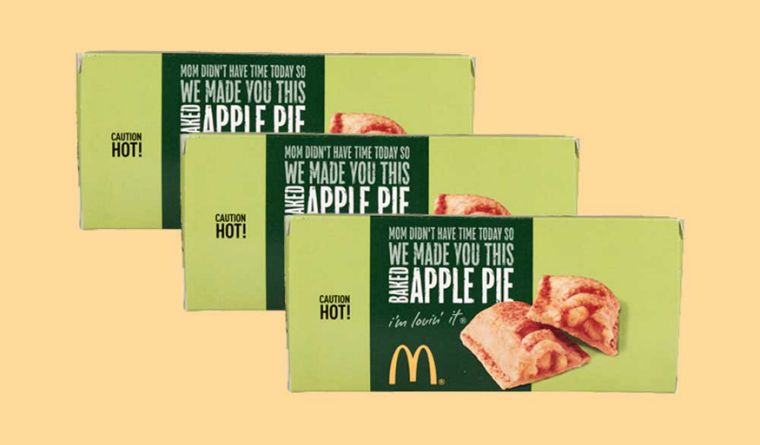 MOM DIDN'T HAVE TIME TODAY SO
WE MADE YOU THIS
BAKED
APPLE PIE
CAUTION
HOT!
MOM DIDN'T HAVE TIME TODAY SO
WE MADE YOU THIS
BAKED
APPLE PIE
CAUTION
HOT!
MOM DIDN'T HAVE TIME TODAY SO
WE MADE YOU THIS
BAKED
APPLE PIE
CAUTION
HOT!
i'm lovin' it®
M®